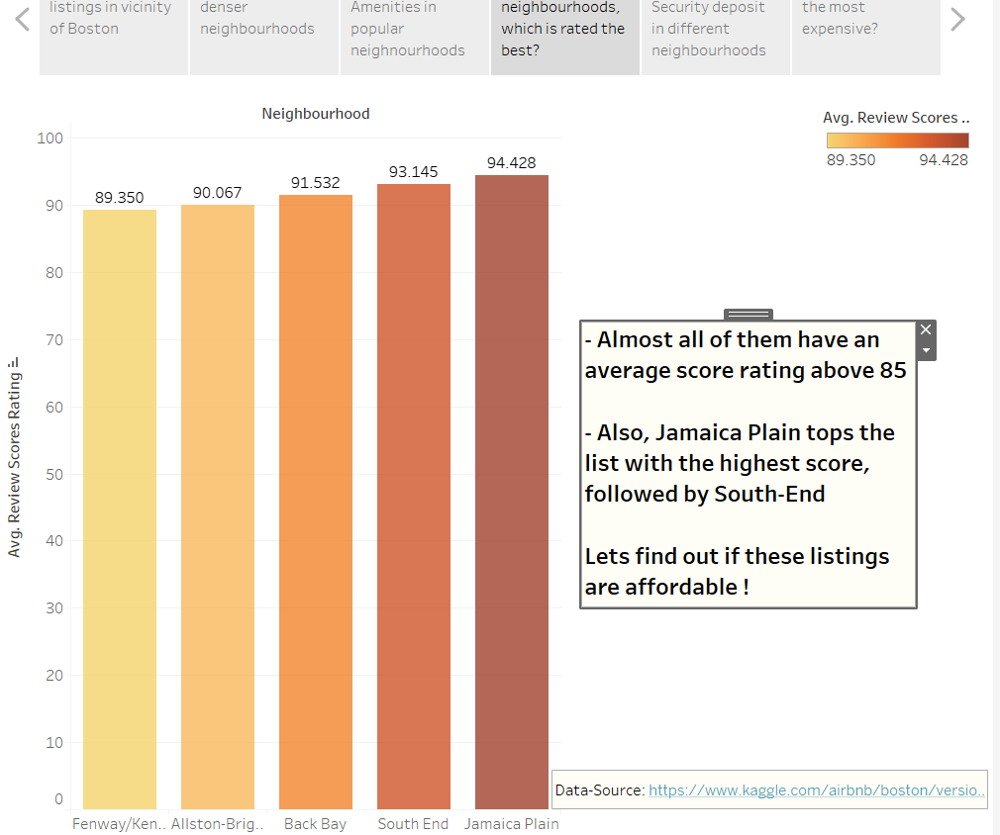 listings in vicinity
of Boston
denser
neighbourhoods
Amenities in
popular
neighnourhoods
neighbourhoods,
which is rated the
best?
Security deposit
in different
neighbourhoods
the most
expensive?
Neighbourhood
Avg. Review Scores ..
89.350 94.428
100
90
80
70
60
50
40
30
20
10
0
Avg. Review Scores Rating
89.350
90.067
91.532
93.145
94.428
- Almost all of them have an
average score rating above 85
- Also, Jamaica Plain tops the
list with the highest score,
followed by South-End
Lets find out if these listings
are affordable !
Data-Source: https://www.kaggle.com/airbnb/boston/versio..
Fenway/Ken.. Allston-Brig.. Back Bay South End Jamaica Plain